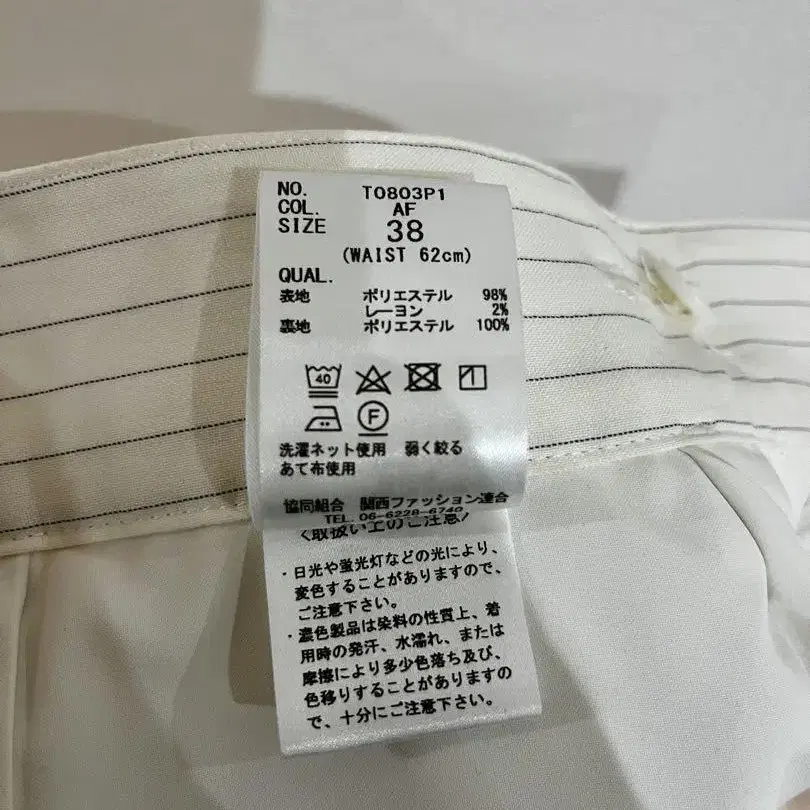 NO. T0803P1
COL. AF
SIZE 38
(WAIST 62cm)
QUAL.
表地 ポリエステル 98%
レーヨン 2%
裏地 ポリエステル 100%
40
F
洗濯ネット使用 弱く絞る
あて布使用
協同組合 関西ファッション連合
TEL. 06-6228-6740
〈取扱い上のご注意〉
・日光や蛍光灯などの光により、
変色することがありますので、
ご注意下さい。
・濃色製品は染料の性質上、着
用時の発汗、水濡れ、または
摩擦により多少色落ち及び、
色移りすることがありますの
で、十分にご注意下さい。